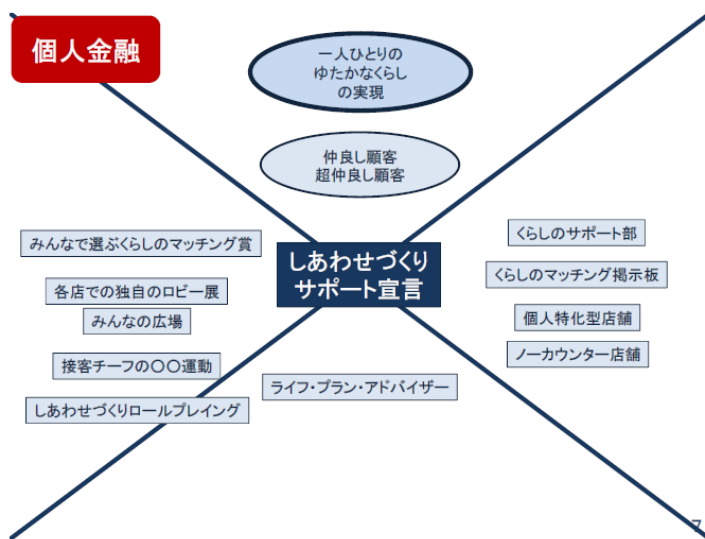 個人金融
一人ひとりの
ゆたかなくらし
の実現
仲良し顧客
超仲良し顧客
みんなで選ぶくらしのマッチング賞
各店での独自のロビー展
みんなの広場
接客チーフの〇〇運動
しあわせづくりロールプレイング
しあわせづくり
サポート宣言
ライフ・プラン・アドバイザー
くらしのサポート部
くらしのマッチング掲示板
個人特化型店舗
ノーカウンター店舗
7